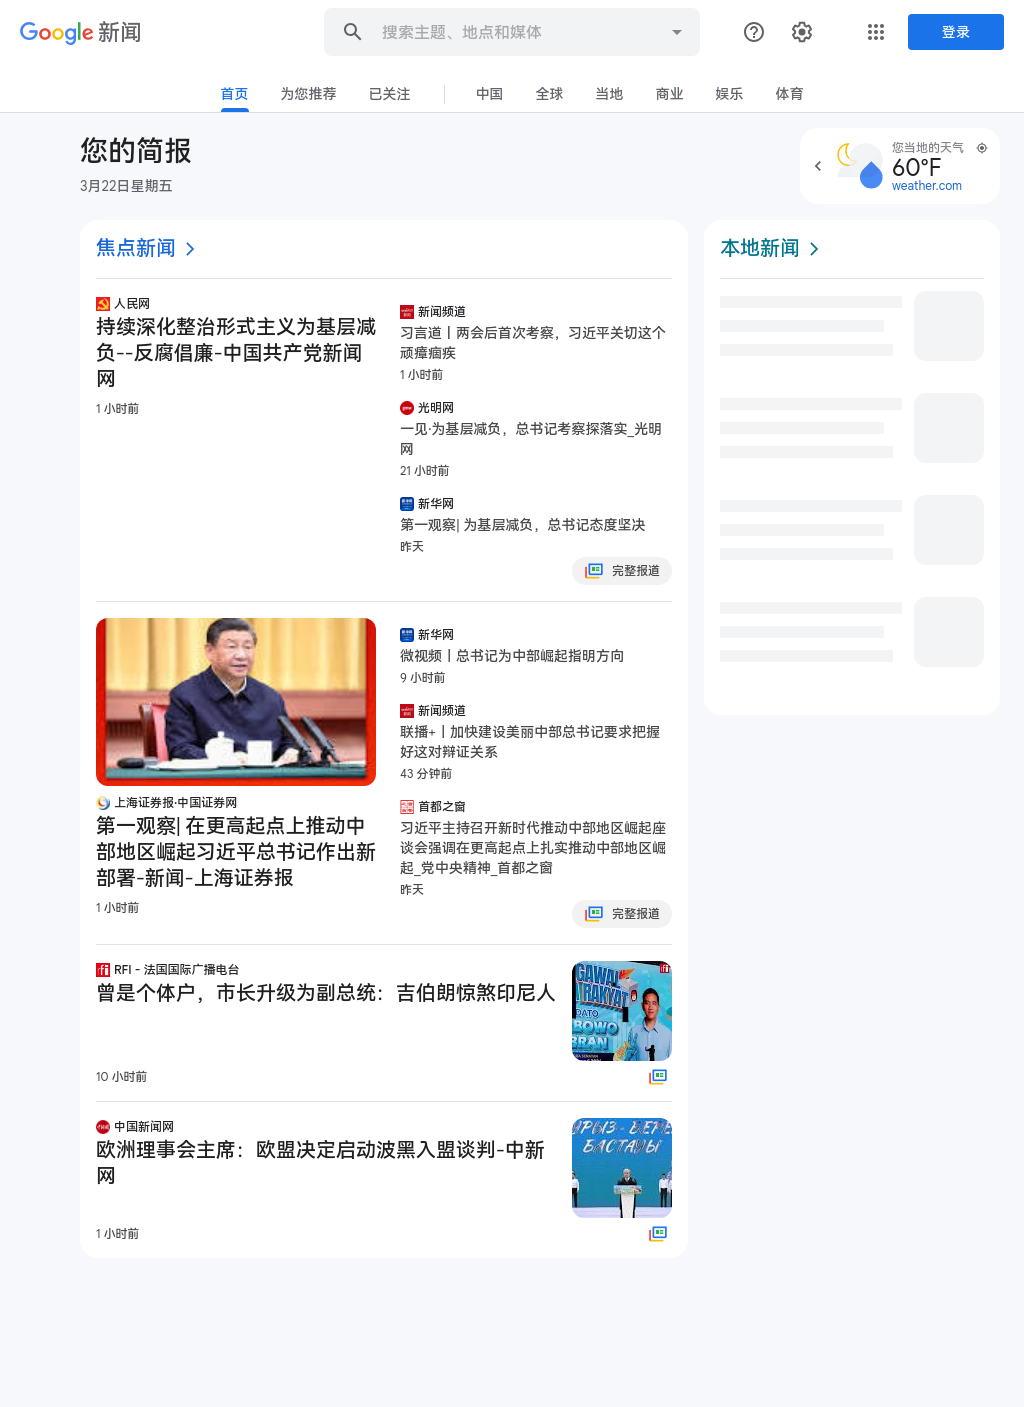 Google 新闻
搜索主题、地点和媒体
登录
首页 为您推荐 已关注 中国 全球 当地 商业 娱乐 体育
您的简报
3月22日星期五
您当地的天气
60°F
weather.com
焦点新闻
人民网
持续深化整治形式主义为基层减
负--反腐倡廉-中国共产党新闻
网
1 小时前
新闻频道
习言道丨两会后首次考察，习近平关切这个
顽瘴痼疾
1 小时前
光明网
一见·为基层减负，总书记考察探落实_光明
网
21 小时前
新华网
第一观察| 为基层减负，总书记态度坚决
昨天
完整报道
上海证券报·中国证券网
第一观察| 在更高起点上推动中
部地区崛起习近平总书记作出新
部署-新闻-上海证券报
1 小时前
新华网
微视频丨总书记为中部崛起指明方向
9 小时前
新闻频道
联播+丨加快建设美丽中部总书记要求把握
好这对辩证关系
43 分钟前
首都之窗
习近平主持召开新时代推动中部地区崛起座
谈会强调在更高起点上扎实推动中部地区崛
起_党中央精神_首都之窗
昨天
完整报道
RFI - 法国国际广播电台
曾是个体户，市长升级为副总统：吉伯朗惊煞印尼人
10 小时前
GAWAL
RAKYAT
DATO
BOWO
BRAN
中国新闻网
欧洲理事会主席：欧盟决定启动波黑入盟谈判-中新
网
1 小时前
БАСТАУЫ
本地新闻